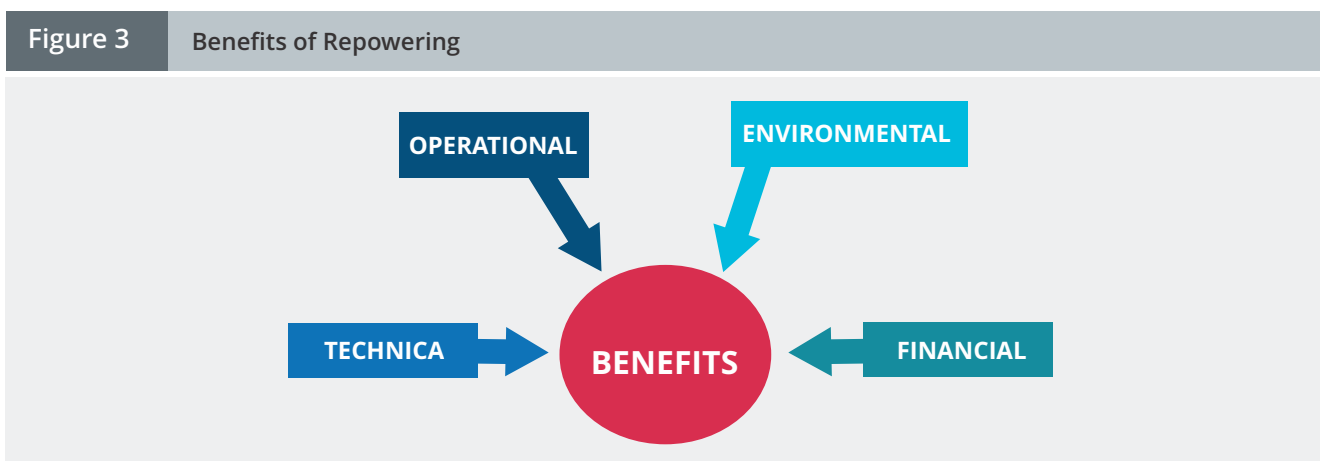 Figure 3
Benefits of Repowering
OPERATIONAL
ENVIRONMENTAL
TECHNICA
BENEFITS
FINANCIAL